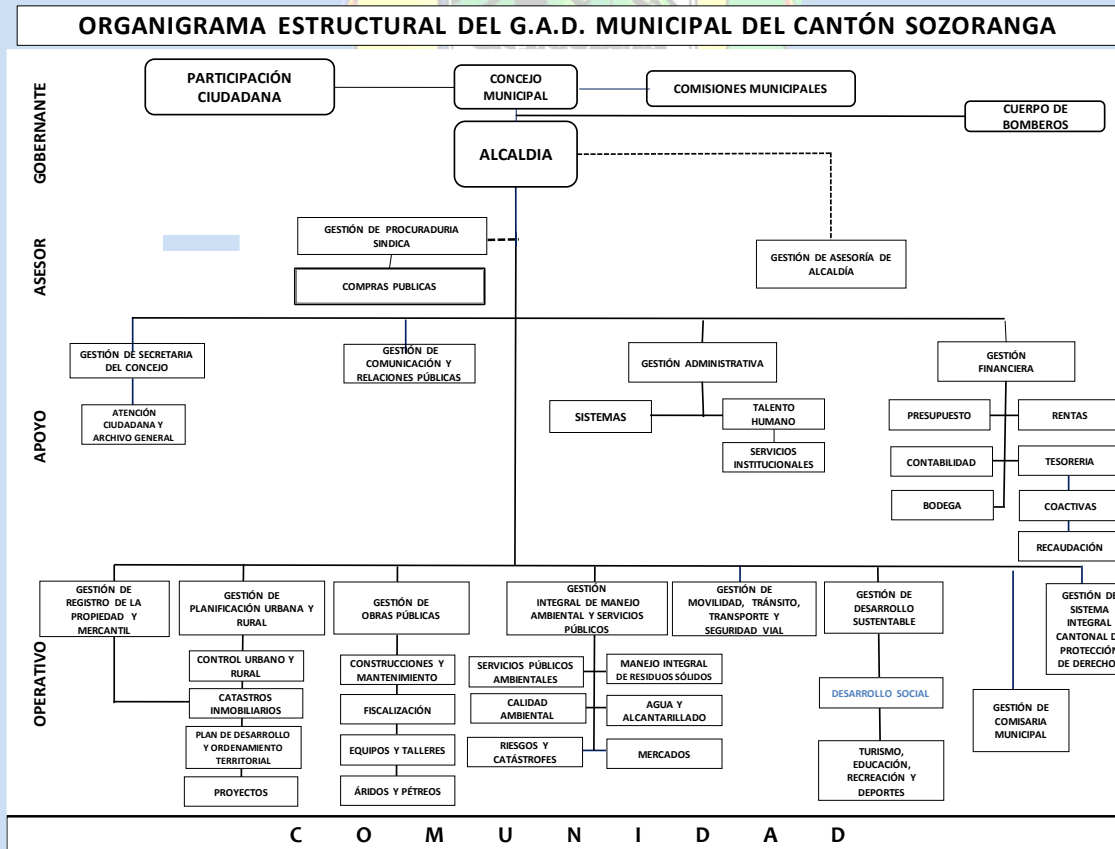 ORGANIGRAMA ESTRUCTURAL DEL G.A.D. MUNICIPAL DEL CANTÓN SOZORANGA
GOBERNANTE
PARTICIPACIÓN
CIUDADANA
CONCEJO
MUNICIPAL
COMISIONES MUNICIPALES
CUERPO DE
BOMBEROS
ALCALDIA
ASESOR
GESTIÓN DE PROCURADURIA
SINDICA
COMPRAS PUBLICAS
GESTIÓN DE ASESORÍA DE
ALCALDÍA
APOYO
GESTIÓN DE SECRETARIA
DEL CONCEJO
ATENCIÓN
CIUDADANA Y
ARCHIVO GENERAL
GESTIÓN DE
COMUNICACIÓN Y
RELACIONES PÚBLICAS
GESTIÓN ADMINISTRATIVA
SISTEMAS
TALENTO
HUMANO
SERVICIOS
INSTITUCIONALES
GESTIÓN
FINANCIERA
PRESUPUESTO
RENTAS
CONTABILIDAD
TESORERIA
BODEGA
COACTIVAS
RECAUDACIÓN
OPERATIVO
GESTIÓN DE
REGISTRO DE LA
PROPIEDAD Y
MERCANTIL
GESTIÓN DE
PLANIFICACIÓN URBANA Y
RURAL
CONTROL URBANO Y
RURAL
CATASTROS
INMOBILIARIOS
PLAN DE DESARROLLO
Y ORDENAMIENTO
TERRITORIAL
PROYECTOS
GESTIÓN DE
OBRAS PÚBLICAS
CONSTRUCCIONES Y
MANTENIMIENTO
FISCALIZACIÓN
EQUIPOS Y TALLERES
ÁRIDOS Y PÉTREOS
GESTIÓN
INTEGRAL DE MANEJO
AMBIENTAL Y SERVICIOS
PÚBLICOS
SERVICIOS PÚBLICOS
AMBIENTALES
MANEJO INTEGRAL
DE RESIDUOS SÓLIDOS
CALIDAD
AMBIENTAL
AGUA Y
ALCANTARILLADO
RIESGOS Y
CATÁSTROFES
MERCADOS
GESTIÓN DE
MOVILIDAD, TRÁNSITO,
TRANSPORTE Y
SEGURIDAD VIAL
GESTIÓN DE
DESARROLLO
SUSTENTABLE
DESARROLLO SOCIAL
TURISMO,
EDUCACIÓN,
RECREACIÓN Y
DEPORTES
GESTIÓN DE
COMISARIA
MUNICIPAL
GESTIÓN DE
SISTEMA
INTEGRAL
CANTONAL D
PROTECCIÓN
DE DERECHO
C O M U N I D A D